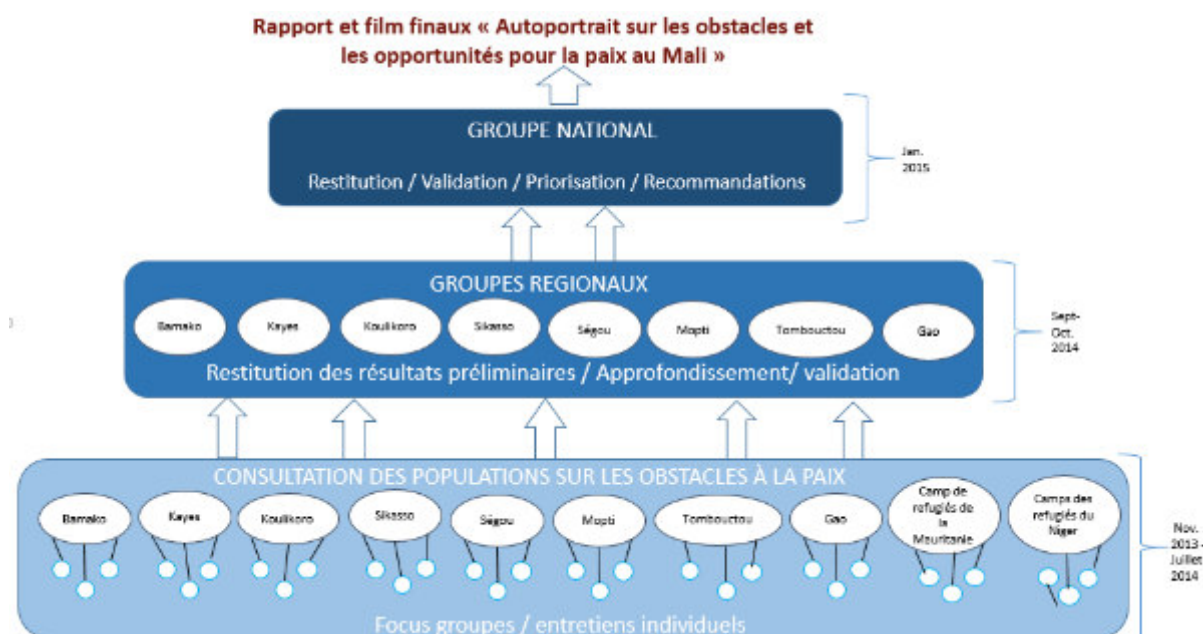 Rapport et film finaux « Autoportrait sur les obstacles et
les opportunités pour la paix au Mali »
GROUPE NATIONAL
Restitution / Validation / Priorisation / Recommandations
Jan.
2015
GROUPES REGIONAUX
Bamako
Kayes
Koulikoro
Sikasso
Ségou
Mopti
Tombouctou
Gao
Restitution des résultats préliminaires / Approfondissement/ validation
Sept-
Oct.
2014
CONSULTATION DES POPULATIONS SUR LES OBSTACLES À LA PAIX
Bamako
Kayes
Koulikoro
Sikasso
Ségou
Mopti
Tombouctou
Gao
Camp de
refugiés de
la
Mauritanie
Camps des
refugiés du
Niger
Focus groupes / entretiens individuels
Nov.
2013 -
Juillet
2014